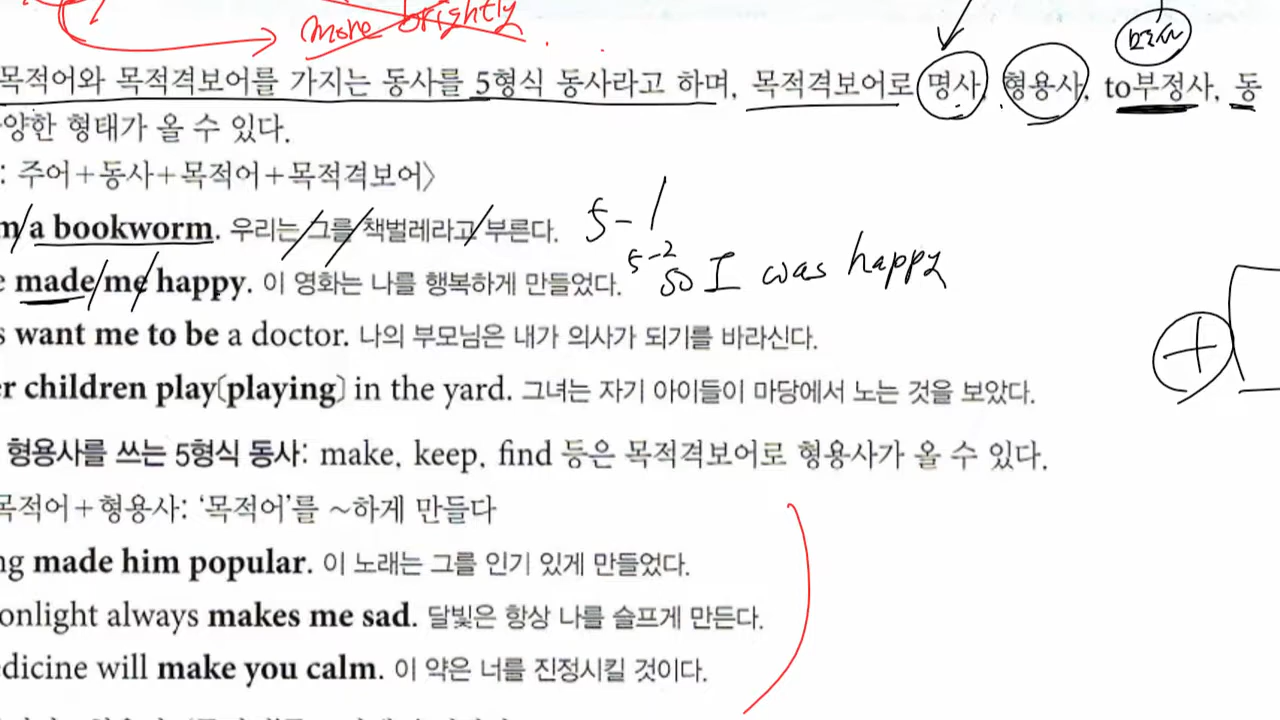 more brightly
분사
목적어와 목적격보어를 가지는 동사를 5형식 동사라고 하며, 목적격보어로 명사, 형용사, to부정사, 동
양한 형태가 올 수 있다.
: 주어+동사+목적어+목적격보어〉
m a bookworm. 우리는 그를 책벌레라고 부른다. 5-1
e made me happy. 이 영화는 나를 행복하게 만들었다. 5-2 so I was happy
s want me to be a doctor. 나의 부모님은 내가 의사가 되기를 바라신다.
er children play(playing) in the yard. 그녀는 자기 아이들이 마당에서 노는 것을 보았다.
형용사를 쓰는 5형식 동사: make, keep, find 등은 목적격보어로 형용사가 올 수 있다.
목적어+형용사: ‘목적어’를 ~하게 만들다
ng made him popular. 이 노래는 그를 인기 있게 만들었다.
onlight always makes me sad. 달빛은 항상 나를 슬프게 만든다.
edicine will make you calm. 이 약은 너를 진정시킬 것이다.